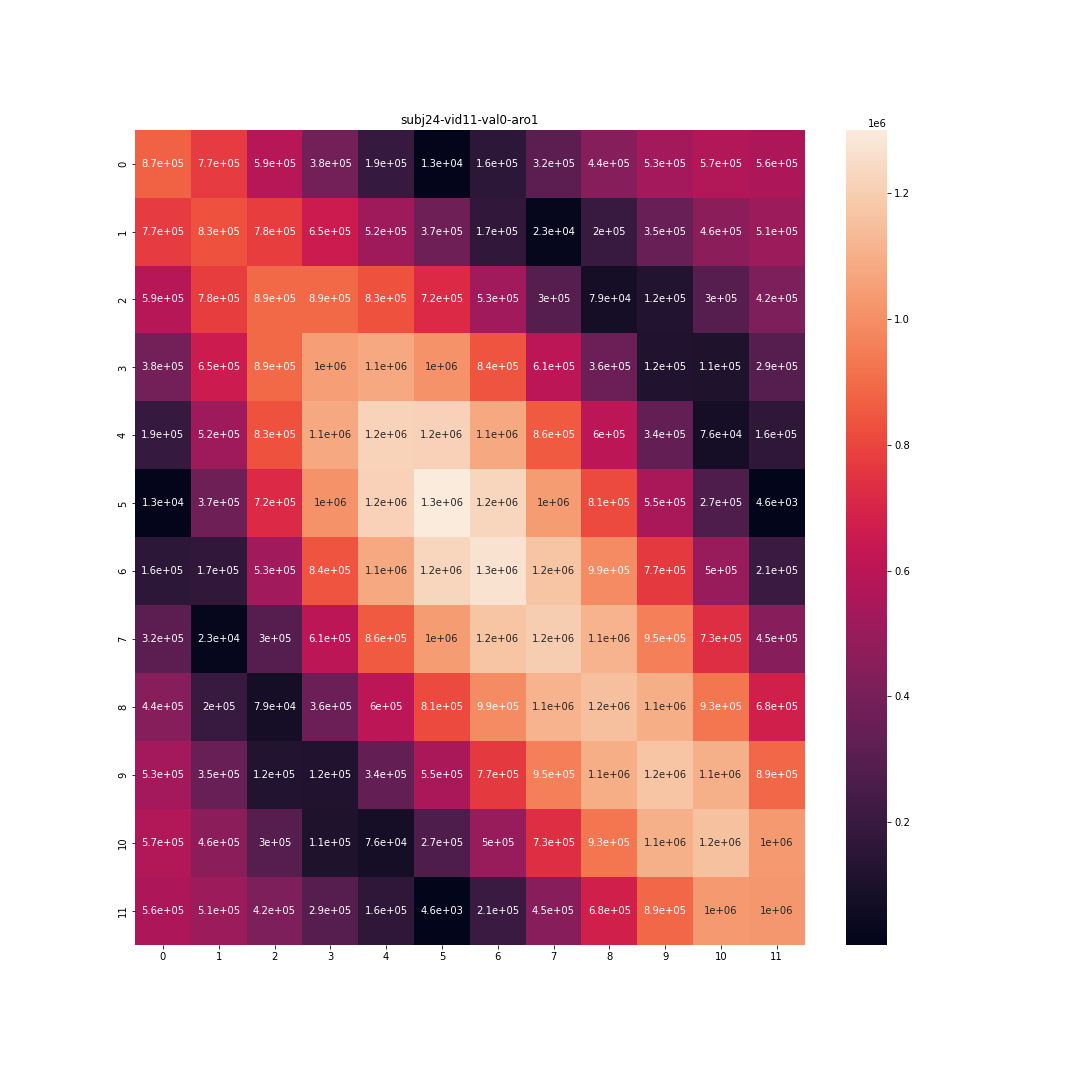 subj24-vid11-val0-aro1
1e6
0 8.7e+05 7.7e+05 5.9e+05 3.8e+05 1.9e+05 1.3e+04 1.6e+05 3.2e+05 4.4e+05 5.3e+05 5.7e+05 5.6e+05
1.2
1 7.7e+05 8.3e+05 7.8e+05 6.5e+05 5.2e+05 3.7e+05 1.7e+05 2.3e+04 2e+05 3.5e+05 4.6e+05 5.1e+05
2 5.9e+05 7.8e+05 8.9e+05 8.9e+05 8.3e+05 7.2e+05 5.3e+05 3e+05 7.9e+04 1.2e+05 3e+05 4.2e+05
1.0
3 3.8e+05 6.5e+05 8.9e+05 1e+06 1.1e+06 1e+06 8.4e+05 6.1e+05 3.6e+05 1.2e+05 1.1e+05 2.9e+05
4 1.9e+05 5.2e+05 8.3e+05 1.1e+06 1.2e+06 1.2e+06 1.1e+06 8.6e+05 6e+05 3.4e+05 7.6e+04 1.6e+05
0.8
5 1.3e+04 3.7e+05 7.2e+05 1e+06 1.2e+06 1.3e+06 1.2e+06 1e+06 8.1e+05 5.5e+05 2.7e+05 4.6e+03
6 1.6e+05 1.7e+05 5.3e+05 8.4e+05 1.1e+06 1.2e+06 1.3e+06 1.2e+06 9.9e+05 7.7e+05 5e+05 2.1e+05
0.6
7 3.2e+05 2.3e+04 3e+05 6.1e+05 8.6e+05 1e+06 1.2e+06 1.2e+06 1.1e+06 9.5e+05 7.3e+05 4.5e+05
0.4
8 4.4e+05 2e+05 7.9e+04 3.6e+05 6e+05 8.1e+05 9.9e+05 1.1e+06 1.2e+06 1.1e+06 9.3e+05 6.8e+05
9 5.3e+05 3.5e+05 1.2e+05 1.2e+05 3.4e+05 5.5e+05 7.7e+05 9.5e+05 1.1e+06 1.2e+06 1.1e+06 8.9e+05
0.2
10 5.7e+05 4.6e+05 3e+05 1.1e+05 7.6e+04 2.7e+05 5e+05 7.3e+05 9.3e+05 1.1e+06 1.2e+06 1e+06
11 5.6e+05 5.1e+05 4.2e+05 2.9e+05 1.6e+05 4.6e+03 2.1e+05 4.5e+05 6.8e+05 8.9e+05 1e+06 1e+06
0 1 2 3 4 5 6 7 8 9 10 11